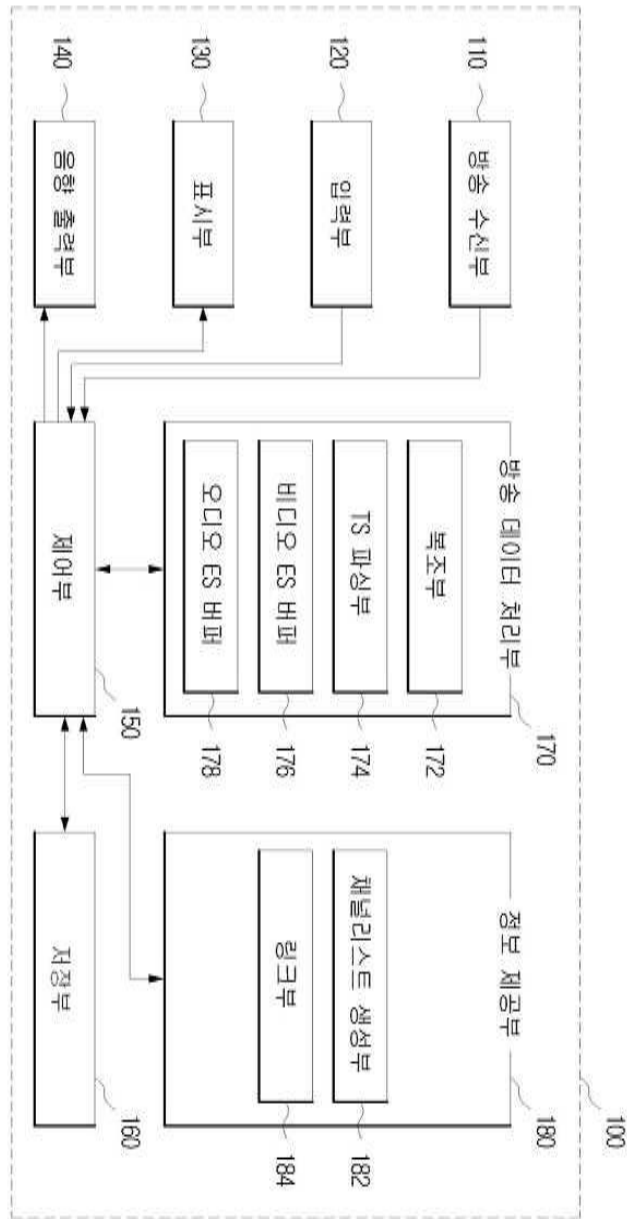 100
110
방송 수신부
120
입력부
130
표시부
140
음향 출력부
방송 데이터 처리부
170
복조부
172
TS 파싱부
174
비디오 ES 버퍼
176
오디오 ES 버퍼
178
제어부
150
정보 제공부
180
채널리스트 생성부
182
링크부
184
저장부
160